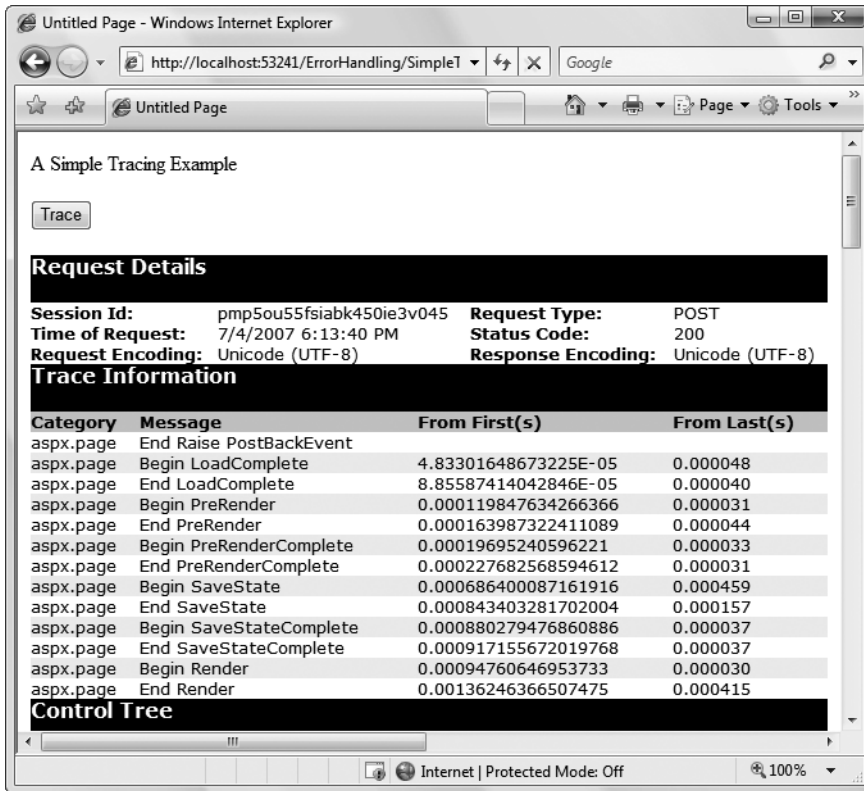 Untitled Page - Windows Internet Explorer
http://localhost:53241/ErrorHandling/SimpleT
Google
Untitled Page
Page
Tools
A Simple Tracing Example
Trace
Request Details
Session Id: pmp5ou55fsiabk450ie3v045 Request Type: POST
Time of Request: 7/4/2007 6:13:40 PM Status Code: 200
Request Encoding: Unicode (UTF-8) Response Encoding: Unicode (UTF-8)
Trace Information
Category Message From First(s) From Last(s)
aspx.page End Raise PostBackEvent
aspx.page Begin LoadComplete 4.83301648673225E-05 0.000048
aspx.page End LoadComplete 8.85587414042846E-05 0.000040
aspx.page Begin PreRender 0.000119847634266366 0.000031
aspx.page End PreRender 0.000163987322411089 0.000044
aspx.page Begin PreRenderComplete 0.00019695240596221 0.000033
aspx.page End PreRenderComplete 0.000227682568594612 0.000031
aspx.page Begin SaveState 0.000686400087161916 0.000459
aspx.page End SaveState 0.000843403281702004 0.000157
aspx.page Begin SaveStateComplete 0.000880279476860886 0.000037
aspx.page End SaveStateComplete 0.000917155672019768 0.000037
aspx.page Begin Render 0.00094760646953733 0.000030
aspx.page End Render 0.00136246366507475 0.000415
Control Tree
Internet | Protected Mode: Off
100%